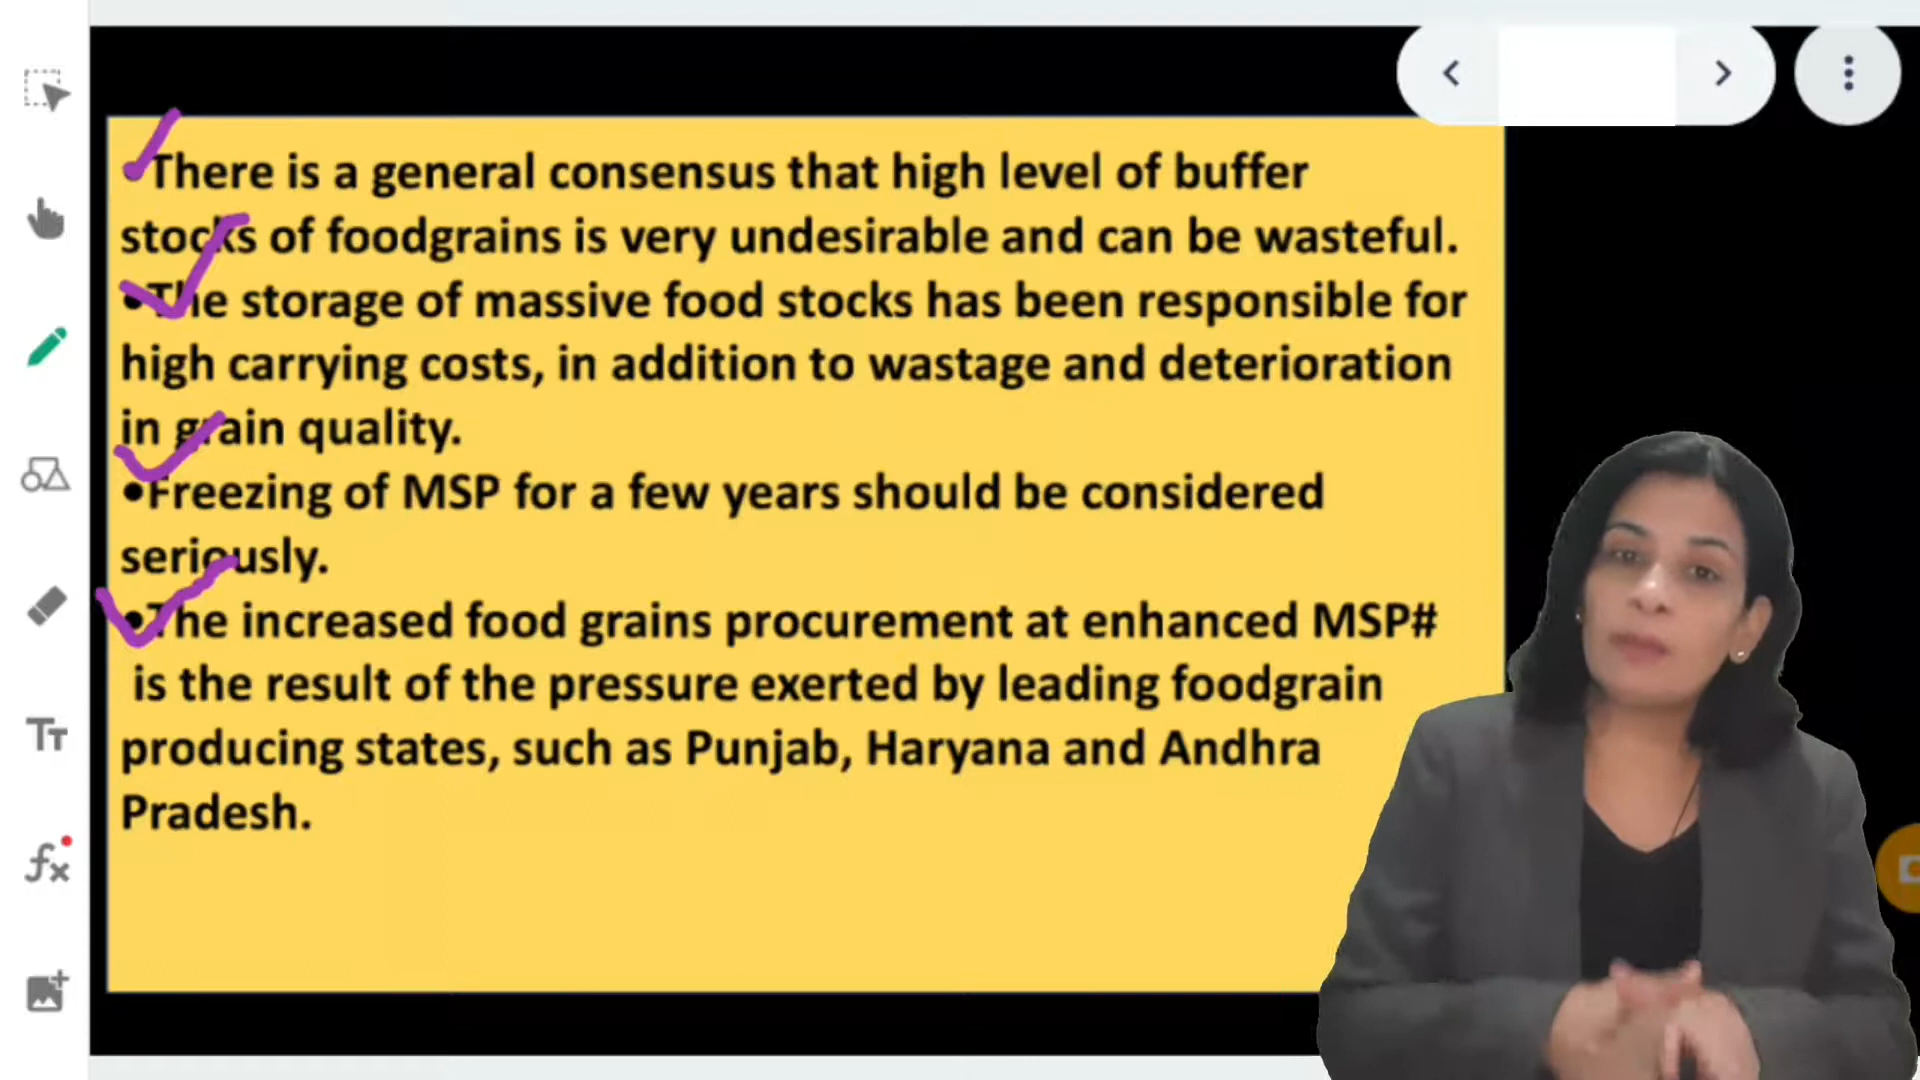 •There is a general consensus that high level of buffer
stocks of foodgrains is very undesirable and can be wasteful.
•The storage of massive food stocks has been responsible for
high carrying costs, in addition to wastage and deterioration
in grain quality.
•Freezing of MSP for a few years should be considered
seriously.
•The increased food grains procurement at enhanced MSP#
is the result of the pressure exerted by leading foodgrain
producing states, such as Punjab, Haryana and Andhra
Pradesh.
Tт
fx